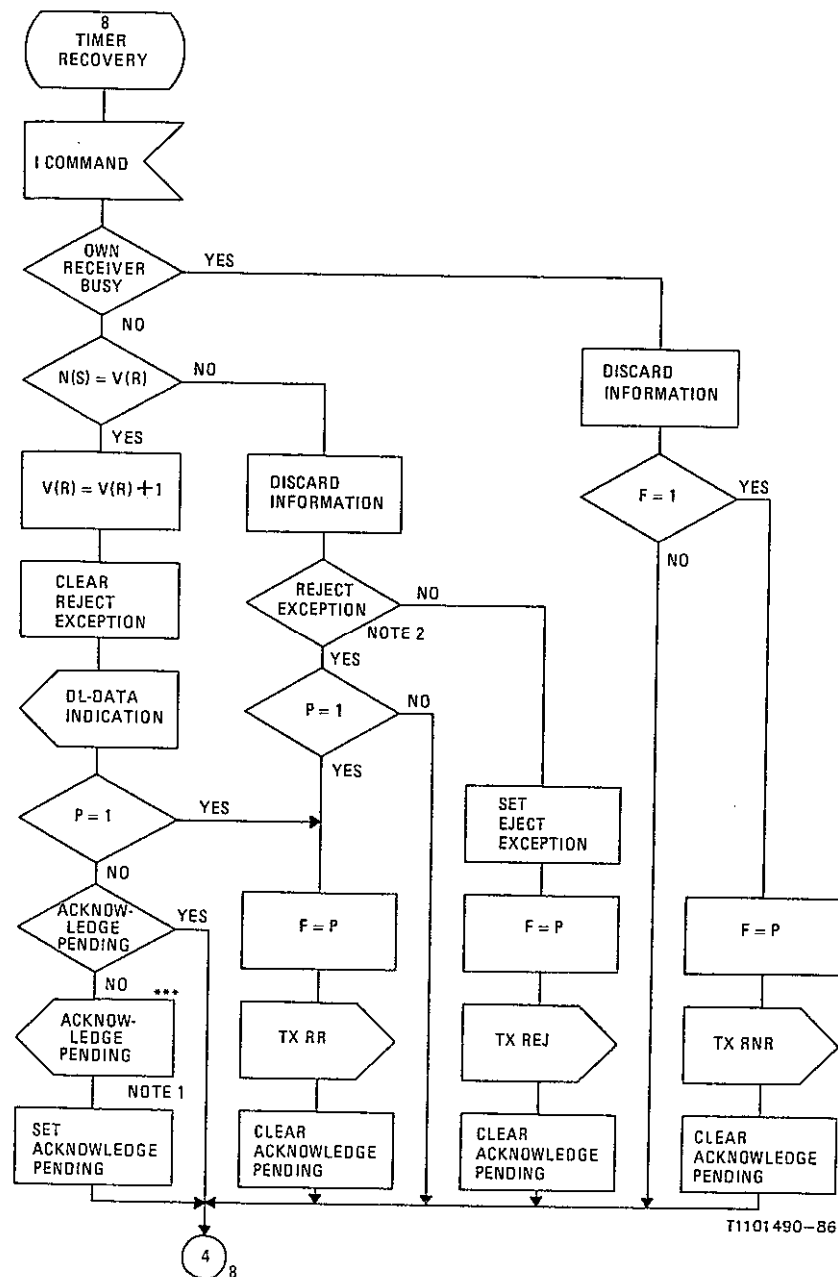 8
TIMER
RECOVERY
I COMMAND
OWN
RECEIVER
BUSY
YES
NO
N(S) = V(R)
NO
YES
DISCARD
INFORMATION
V(R) = V(R) + 1
DISCARD
INFORMATION
F = 1
YES
NO
CLEAR
REJECT
EXCEPTION
REJECT
EXCEPTION
NO
NOTE 2
YES
DL-DATA
INDICATION
P = 1
NO
YES
P = 1
YES
NO
SET
EJECT
EXCEPTION
ACKNOW-
LEDGE
PENDING
YES
NO
F = P
F = P
F = P
***
ACKNOW-
LEDGE
PENDING
NOTE 1
TX RR
TX REJ
TX RNR
SET
ACKNOWLEDGE
PENDING
CLEAR
ACKNOWLEDGE
PENDING
CLEAR
ACKNOWLEDGE
PENDING
CLEAR
ACKNOWLEDGE
PENDING
T1101490-86
4
8